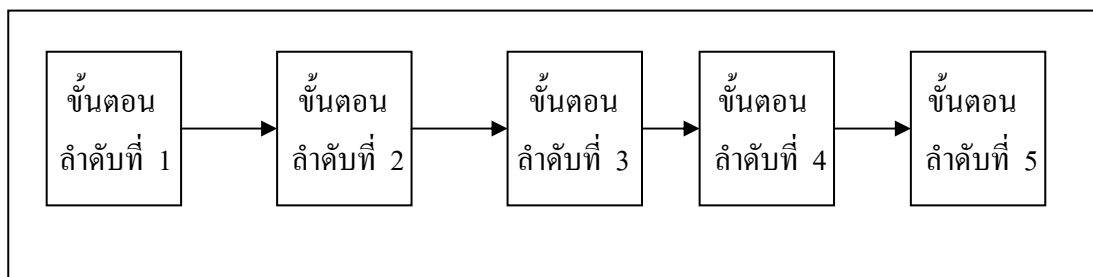 ขั้นตอน
ลำดับที่ 1
ขั้นตอน
ลำดับที่ 2
ขั้นตอน
ลำดับที่ 3
ขั้นตอน
ลำดับที่ 4
ขั้นตอน
ลำดับที่ 5